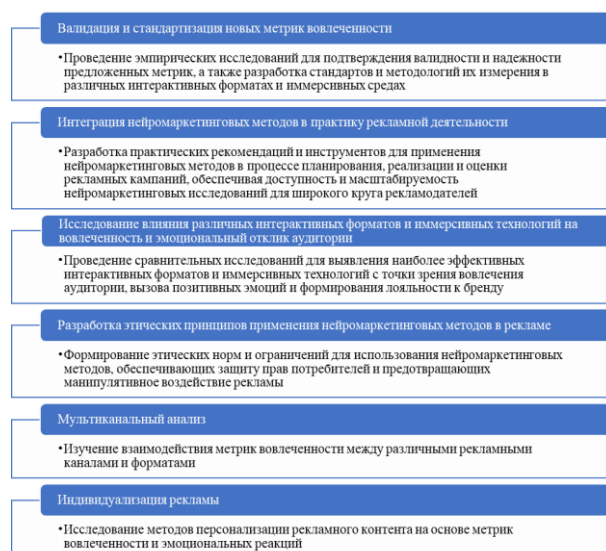 Валидация и стандартизация новых метрик вовлеченности
•Проведение эмпирических исследований для подтверждения валидности и надежности
предложенных метрик, а также разработка стандартов и методологий их измерения в
различных интерактивных форматах и иммерсивных средах
Интеграция нейромаркетинговых методов в практику рекламной деятельности
•Разработка практических рекомендаций и инструментов для применения
нейромаркетинговых методов в процессе планирования, реализации и оценки
рекламных кампаний, обеспечивая доступность и масштабируемость
нейромаркетинговых исследований для широкого круга рекламодателей
Исследование влияния различных интерактивных форматов и иммерсивных технологий на
вовлеченность и эмоциональный отклик аудитории
•Проведение сравнительных исследований для выявления наиболее эффективных
интерактивных форматов и иммерсивных технологий с точки зрения вовлечения
аудитории, вызова позитивных эмоций и формирования лояльности к бренду
Разработка этических принципов применения нейромаркетинговых методов в рекламе
•Формирование этических норм и ограничений для использования нейромаркетинговых
методов, обеспечивающих защиту прав потребителей и предотвращающих
манипулятивное воздействие рекламы
Мультиканальный анализ
•Изучение взаимодействия метрик вовлеченности между различными рекламными
каналами и форматами
Индивидуализация рекламы
•Исследование методов персонализации рекламного контента на основе метрик
вовлеченности и эмоциональных реакций